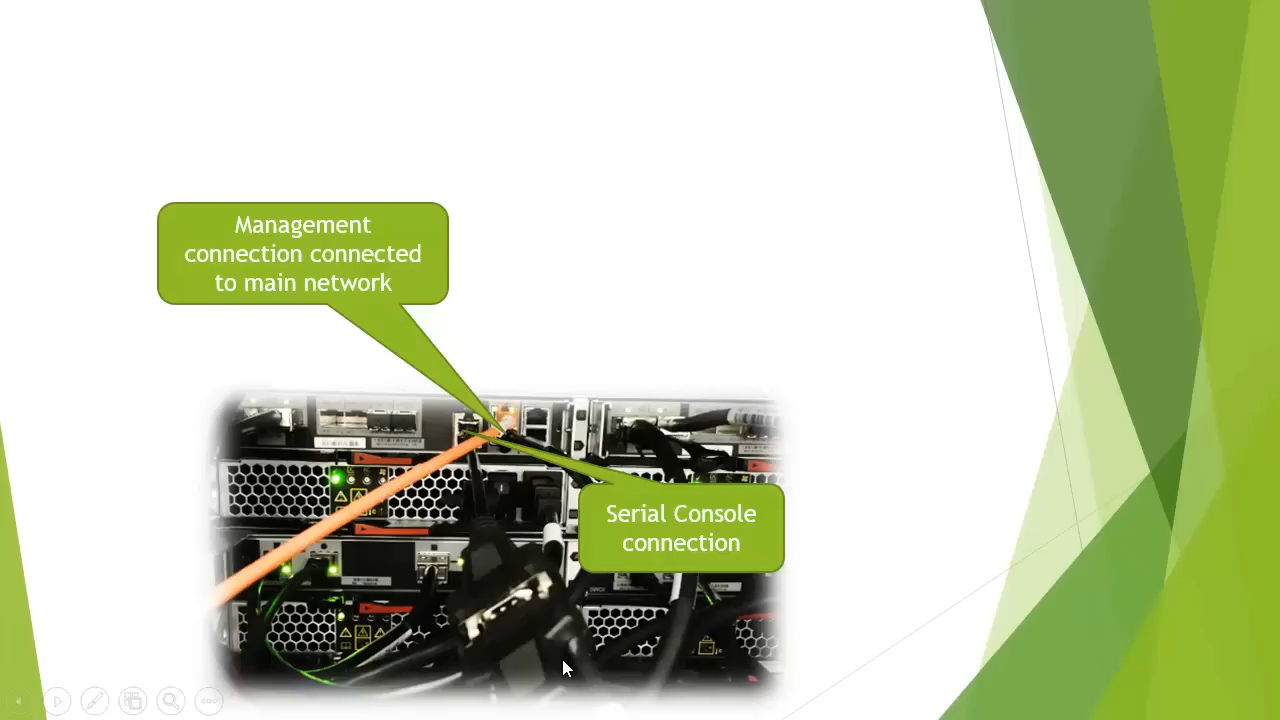 Management
connection connected
to main network
Serial Console
connection